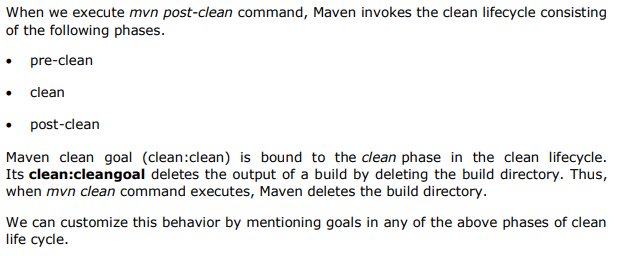 When we execute mvn post-clean command, Maven invokes the clean lifecycle consisting
of the following phases.
• pre-clean
• clean
• post-clean
Maven clean goal (clean:clean) is bound to the clean phase in the clean lifecycle.
Its clean:cleangoal deletes the output of a build by deleting the build directory. Thus,
when mvn clean command executes, Maven deletes the build directory.
We can customize this behavior by mentioning goals in any of the above phases of clean
life cycle.